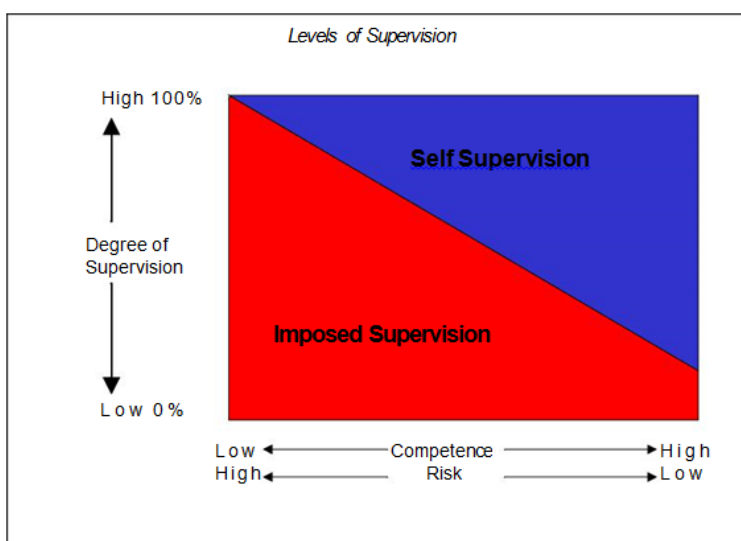 Levels of Supervision
High 100%
Self Supervision
Degree of
Supervision
Imposed Supervision
Low 0%
Low Competence High
High Risk Low